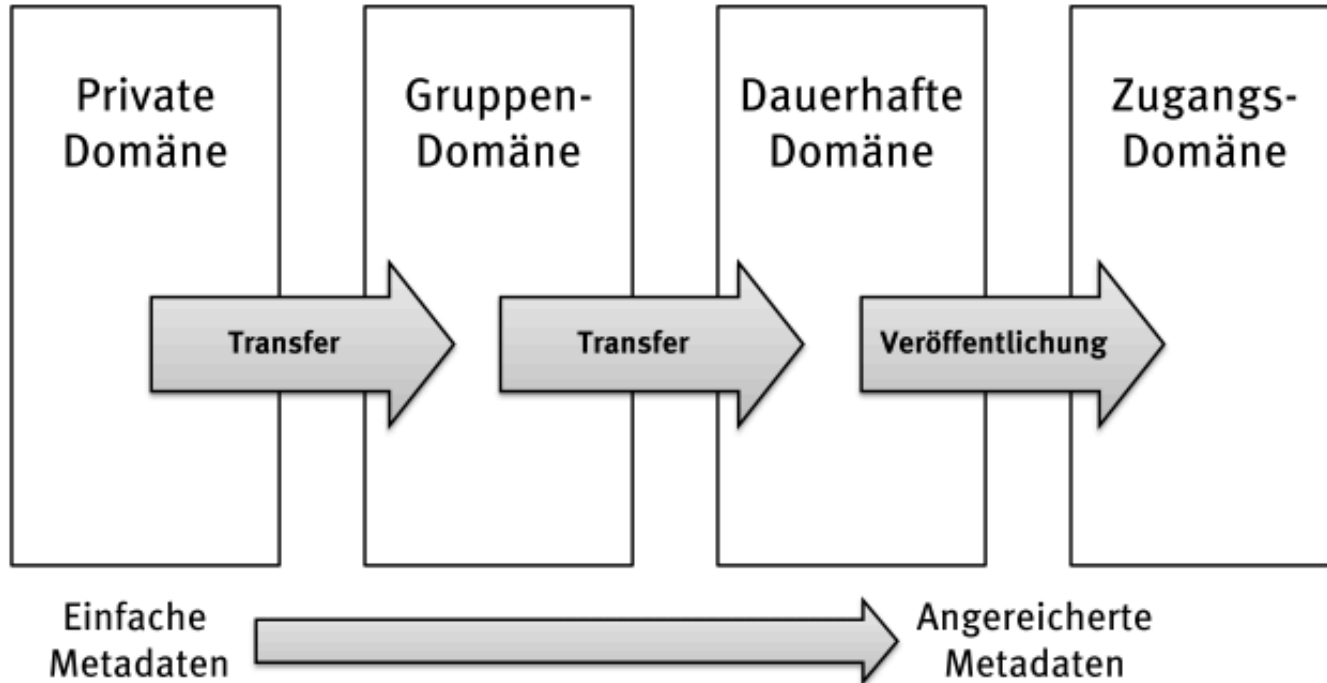 Private
Domäne
Gruppen-
Domäne
Dauerhafte
Domäne
Zugangs-
Domäne
Transfer
Transfer
Veröffentlichung
Einfache
Metadaten
Angereicherte
Metadaten